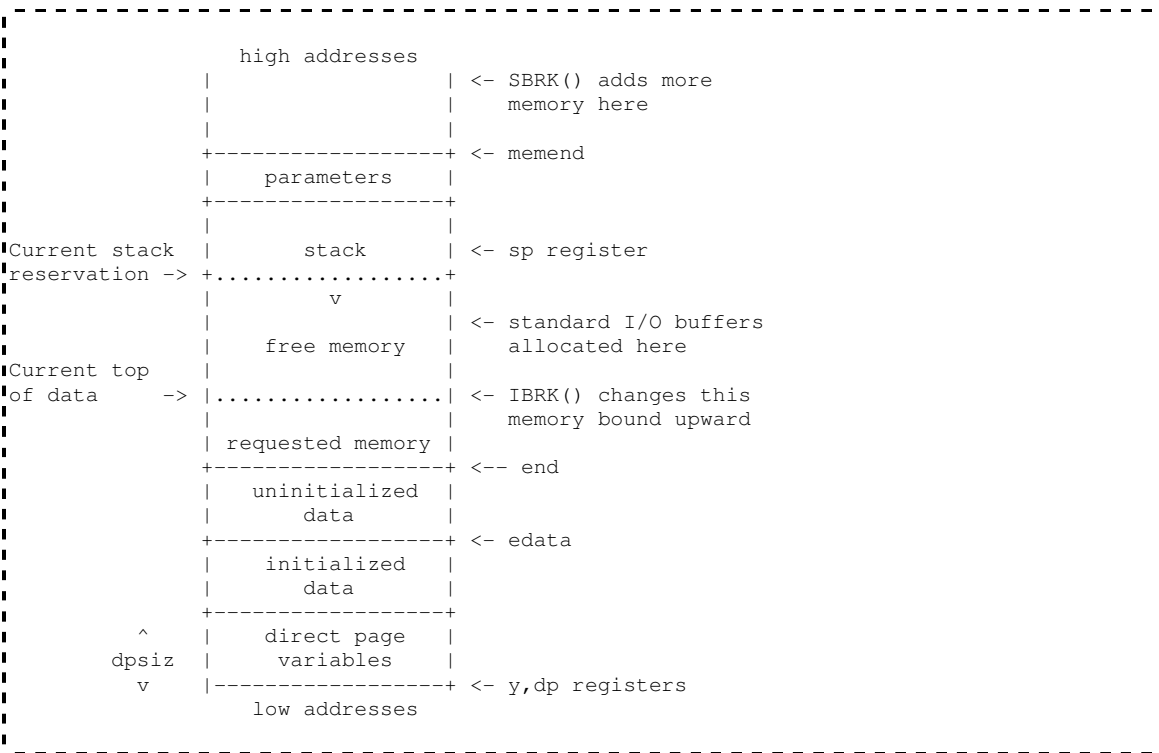 high addresses
               |                  | <- SBRK() adds more
               |                  |    memory here
               |                  |
               +------------------+ <- memend
               |    parameters    |
               +------------------+
               |                  |
Current stack  |       stack      | <- sp register
reservation -> +..................+
               |         v        |
               |                  | <- standard I/O buffers
               |    free memory   |    allocated here
Current top    |                  |
of data     -> |..................| <- IBRK() changes this
               |                  |    memory bound upward
               | requested memory |
               +------------------+ <-- end
               |   uninitialized  |
               |       data       |
               +------------------+ <- edata
               |    initialized   |
               |       data       |
               +------------------+
          ^    |    direct page   |
        dpsiz  |     variables    |
          v    |------------------+ <- y,dp registers
                   low addresses